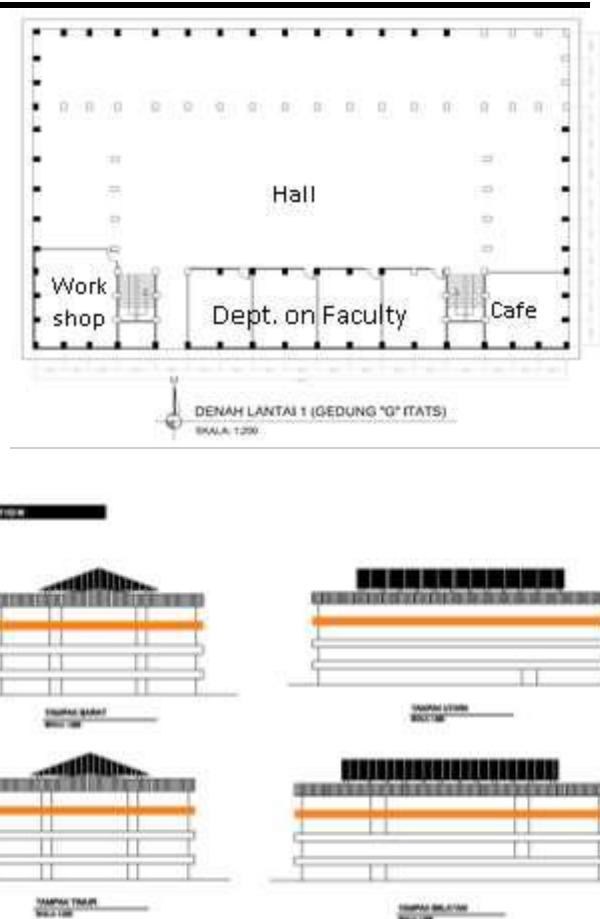 Hall
Work
shop
Dept. on Faculty
Cafe
DENAH LANTAI 1 (GEDUNG "G" ITATS)
SKALA: 1:200
TAMPAK BARAT
TAMPAK UTARA
TAMPAK TIMUR
TAMPAK SELATAN